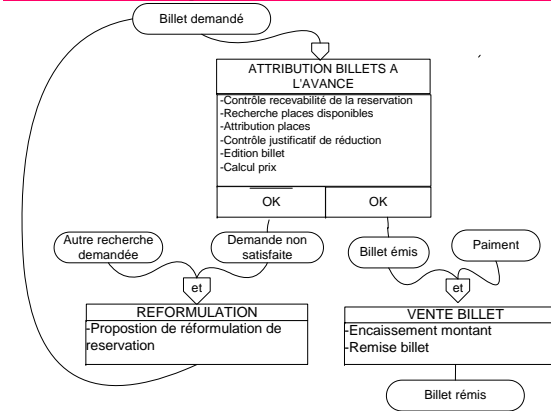 Billet demandé
ATTRIBUTION BILLETS A
L'AVANCE
-Contrôle recevabilité de la reservation
-Recherche places disponibles
-Attribution places
-Contrôle justificatif de réduction
-Edition billet
-Calcul prix
OK
OK
Autre recherche
demandée
Demande non
satisfaite
Billet émis
Paiment
et
et
REFORMULATION
-Propostion de réformulation de
reservation
VENTE BILLET
-Encaissement montant
-Remise billet
Billet rémis